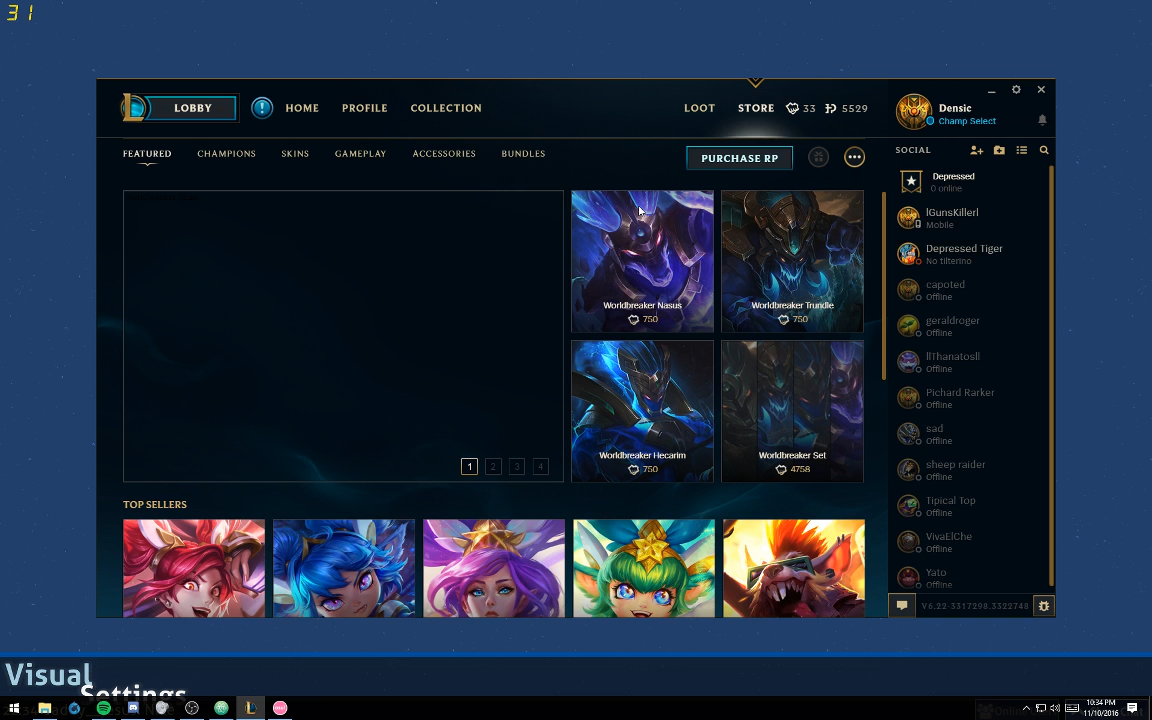 31
LOBBY
HOME
PROFILE
COLLECTION
LOOT
STORE
33
5529
Densic
Champ Select
FEATURED
CHAMPIONS
SKINS
GAMEPLAY
ACCESSORIES
BUNDLES
PURCHASE RP
SOCIAL
Depressed
0 online
lGunsKillerl
Mobile
Depressed Tiger
No tilterino
capoted
Offline
geraldroger
Offline
llThanatosll
Offline
Pichard Rarker
Offline
sad
Offline
sheep raider
Offline
Tipical Top
Offline
VivaElChe
Offline
Yato
Offline
Worldbreaker Nasus
750
Worldbreaker Trundle
750
Worldbreaker Hecarim
750
Worldbreaker Set
4758
1 2 3 4
TOP SELLERS
V6.22-3317298.3322748
Visual
Settings
10:34 PM
11/10/2016